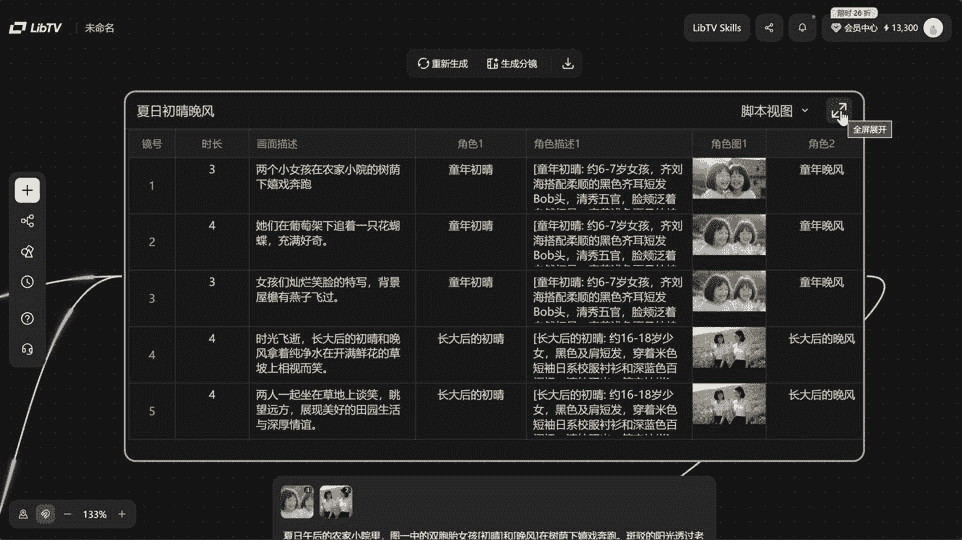 LibTV
未命名
LibTV Skills
限时 26 折
会员中心
13,300
重新生成
生成分镜
夏日初晴晚风
脚本视图
全屏展开
镜号 时长 画面描述 角色1 角色描述1 角色图1 角色2
1 3 两个小女孩在农家小院的树荫下嬉戏奔跑 童年初晴 [童年初晴: 约6-7岁女孩，齐刘海搭配柔顺的黑色齐耳短发Bob头，清秀五官，脸颊泛着 童年晚风
2 4 她们在葡萄架下追着一只花蝴蝶，充满好奇。 童年初晴 [童年初晴: 约6-7岁女孩，齐刘海搭配柔顺的黑色齐耳短发Bob头，清秀五官，脸颊泛着 童年晚风
3 3 女孩们灿烂笑脸的特写，背景屋檐有燕子飞过。 童年初晴 [童年初晴: 约6-7岁女孩，齐刘海搭配柔顺的黑色齐耳短发Bob头，清秀五官，脸颊泛着 童年晚风
4 4 时光飞逝，长大后的初晴和晚风拿着纯净水在开满鲜花的草坡上相视而笑。 长大后的初晴 [长大后的初晴: 约16-18岁少女，黑色及肩短发，穿着米色短袖日系校服衬衫和深蓝色百 长大后的晚风
5 4 两人一起坐在草地上谈笑，眺望远方，展现美好的田园生活与深厚情谊。 长大后的初晴 [长大后的初晴: 约16-18岁少女，黑色及肩短发，穿着米色短袖日系校服衬衫和深蓝色百 长大后的晚风
133%
夏日午后的农家小院里，图一中的双胞胎女孩[初晴]和[晚风]在树荫下嬉戏奔跑。斑驳的阳光透过老